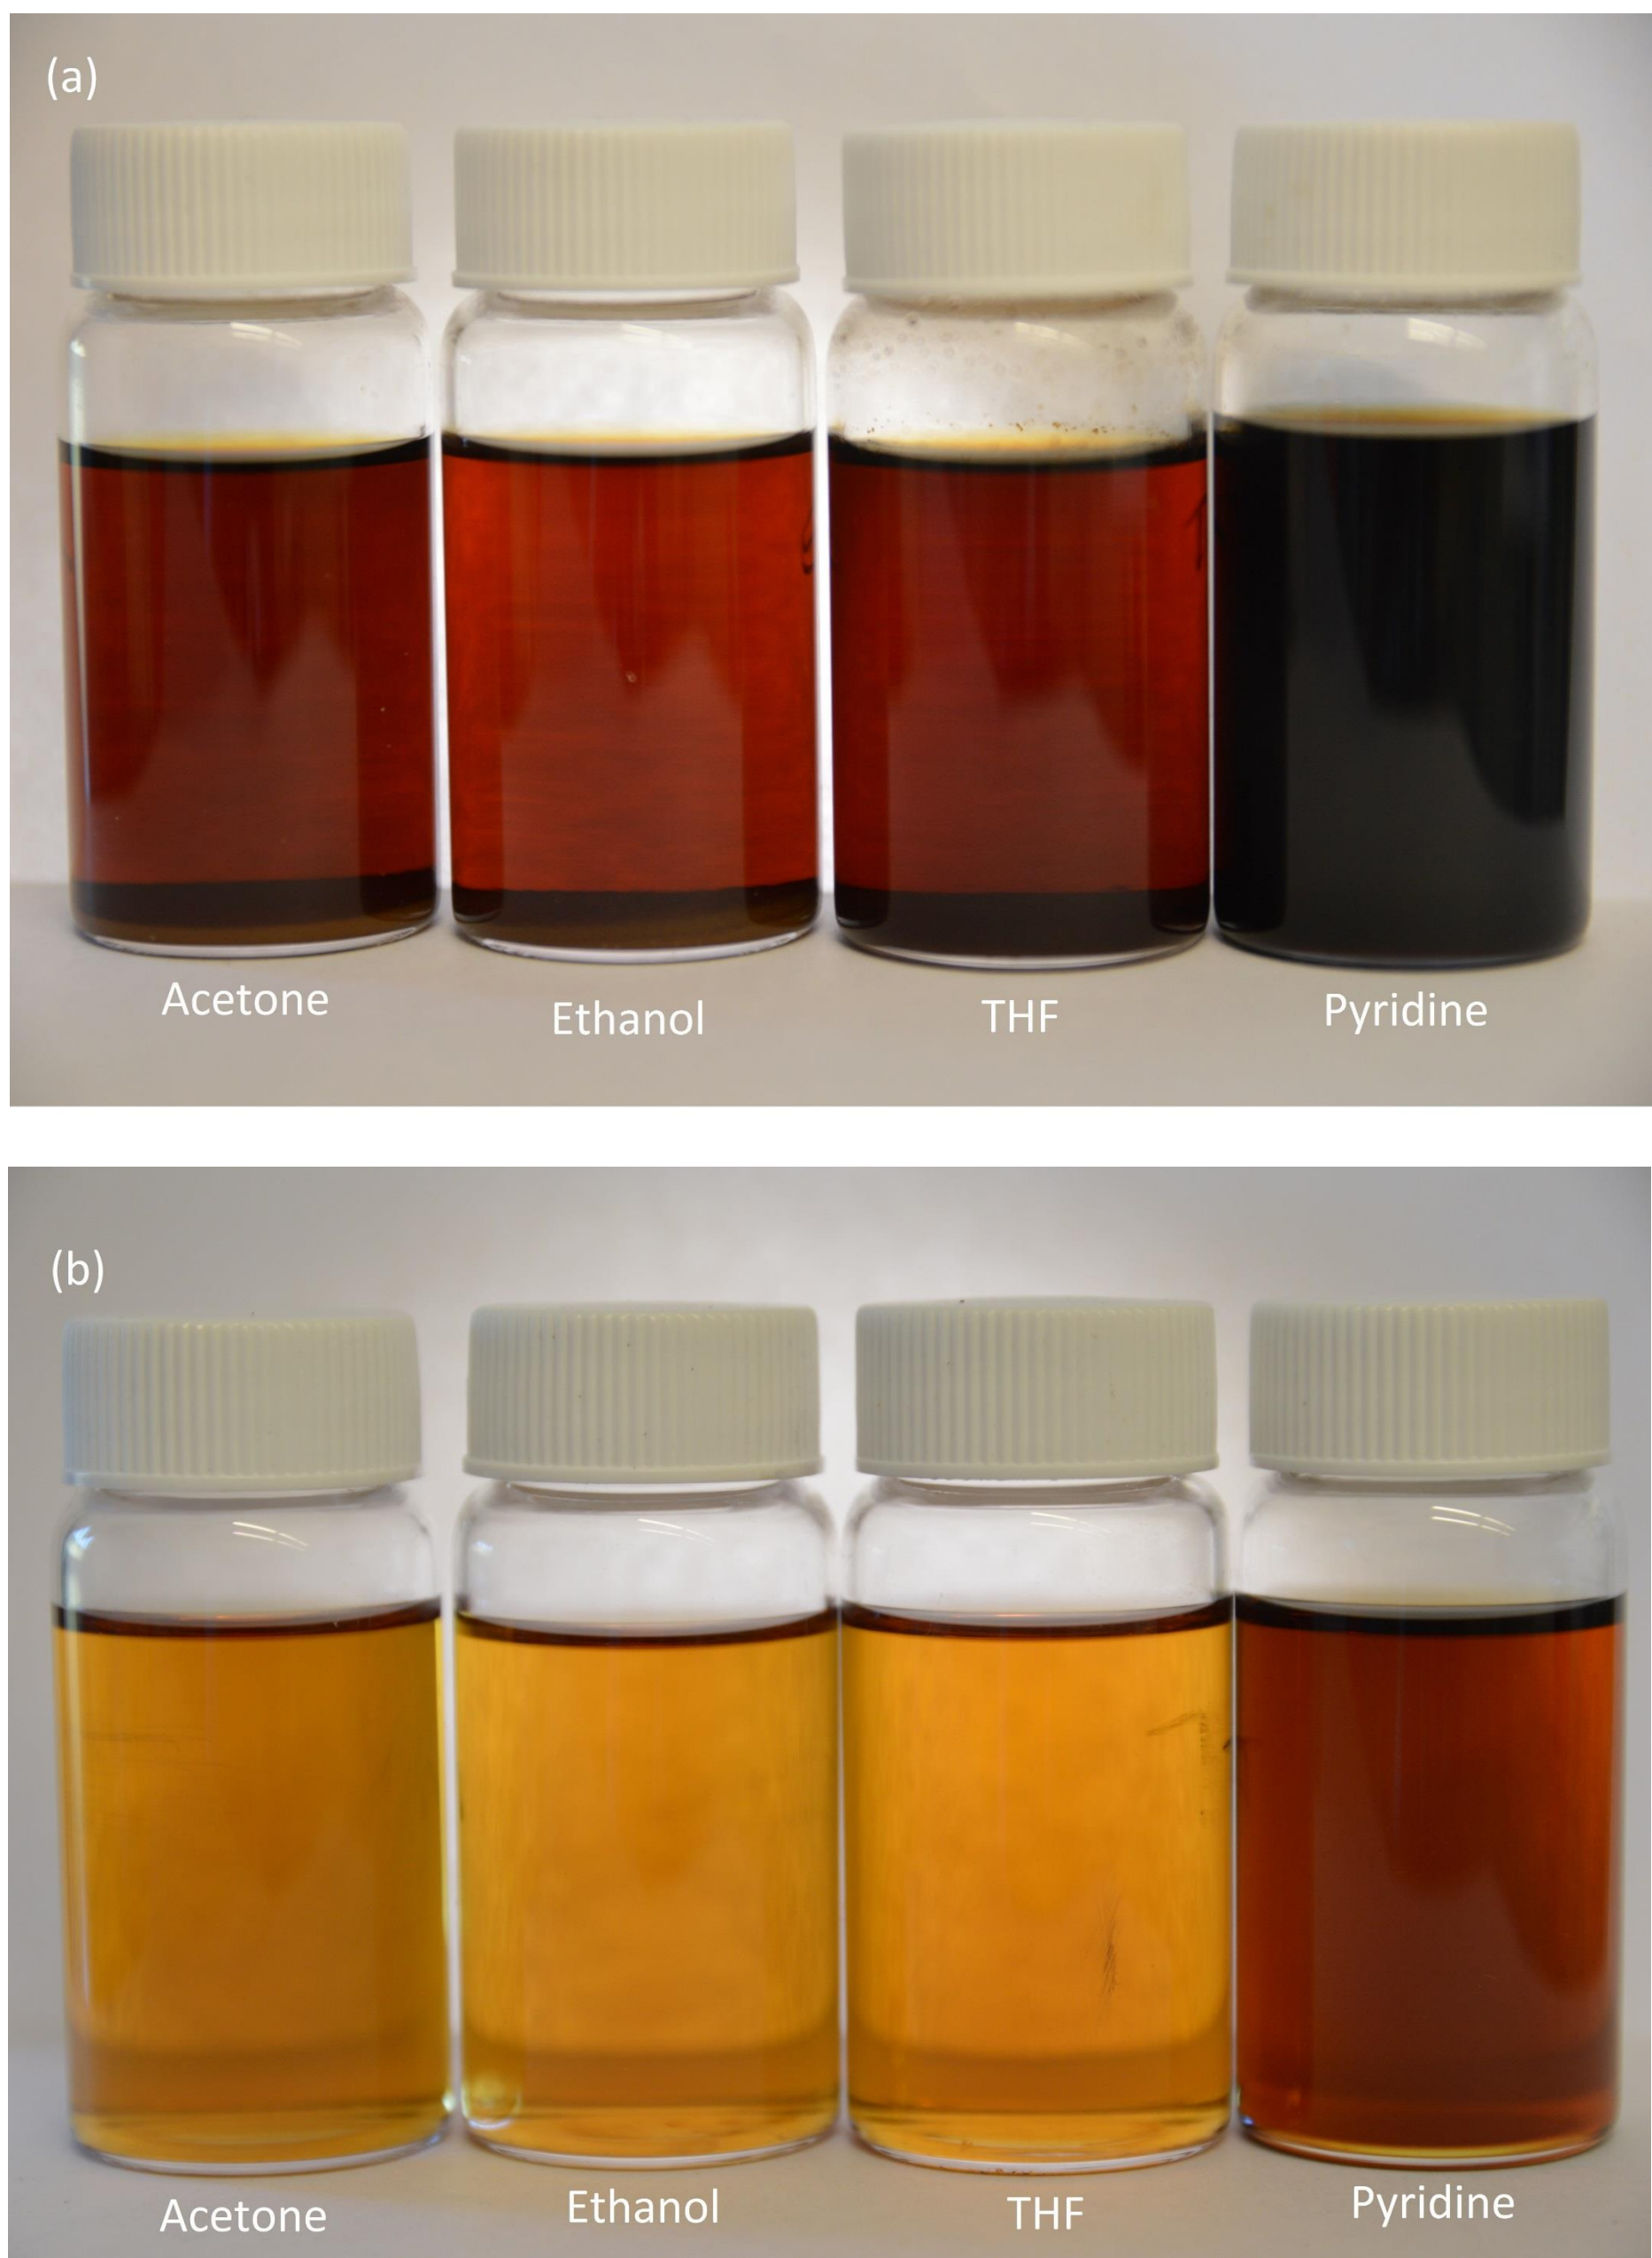 (a)
Acetone
Ethanol
THF
Pyridine
(b)
Acetone
Ethanol
THF
Pyridine